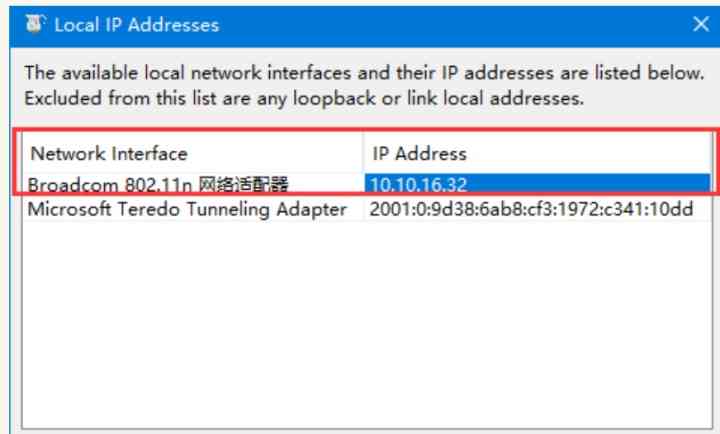 Local IP Addresses
The available local network interfaces and their IP addresses are listed below.
Excluded from this list are any loopback or link local addresses.
Network Interface IP Address
Broadcom 802.11n 网络适配器 10.10.16.32
Microsoft Teredo Tunneling Adapter 2001:0:9d38:6ab8:cf3:1972:c341:10dd